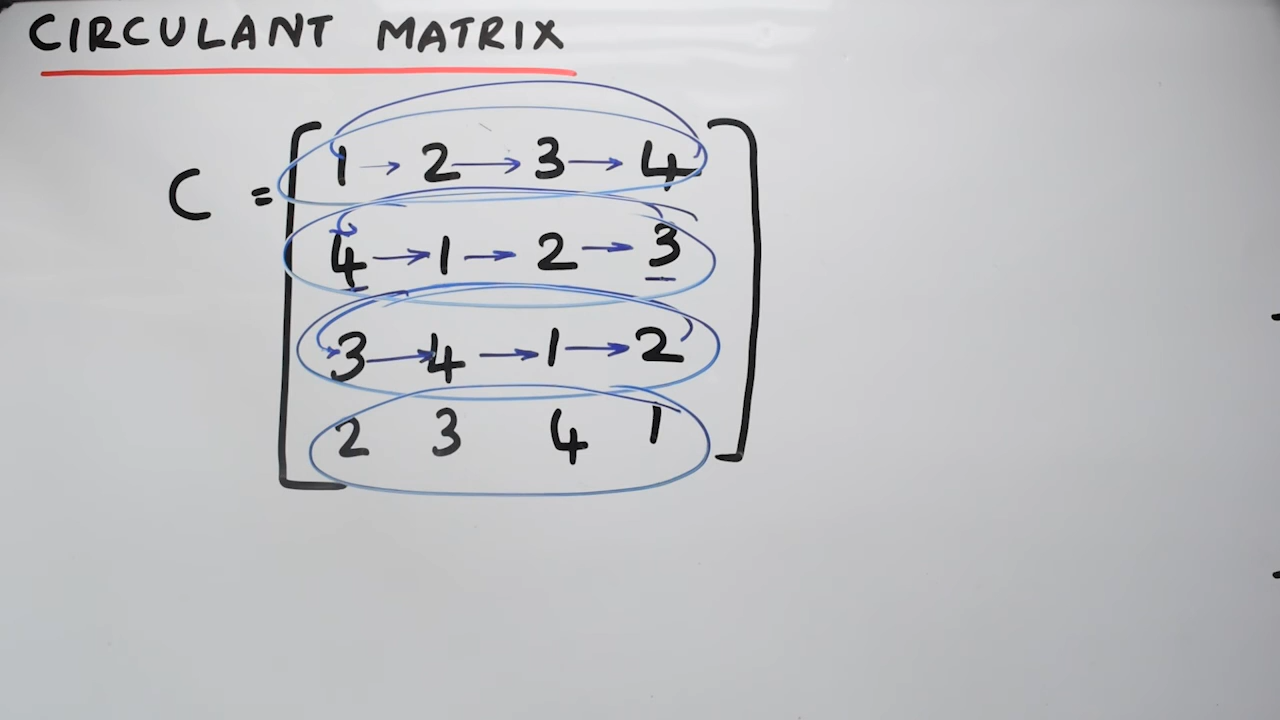 CIRCULANT MATRIX
C = [ 1 → 2 → 3 → 4
4 → 1 → 2 → 3
3 → 4 → 1 → 2
2 3 4 1 ]